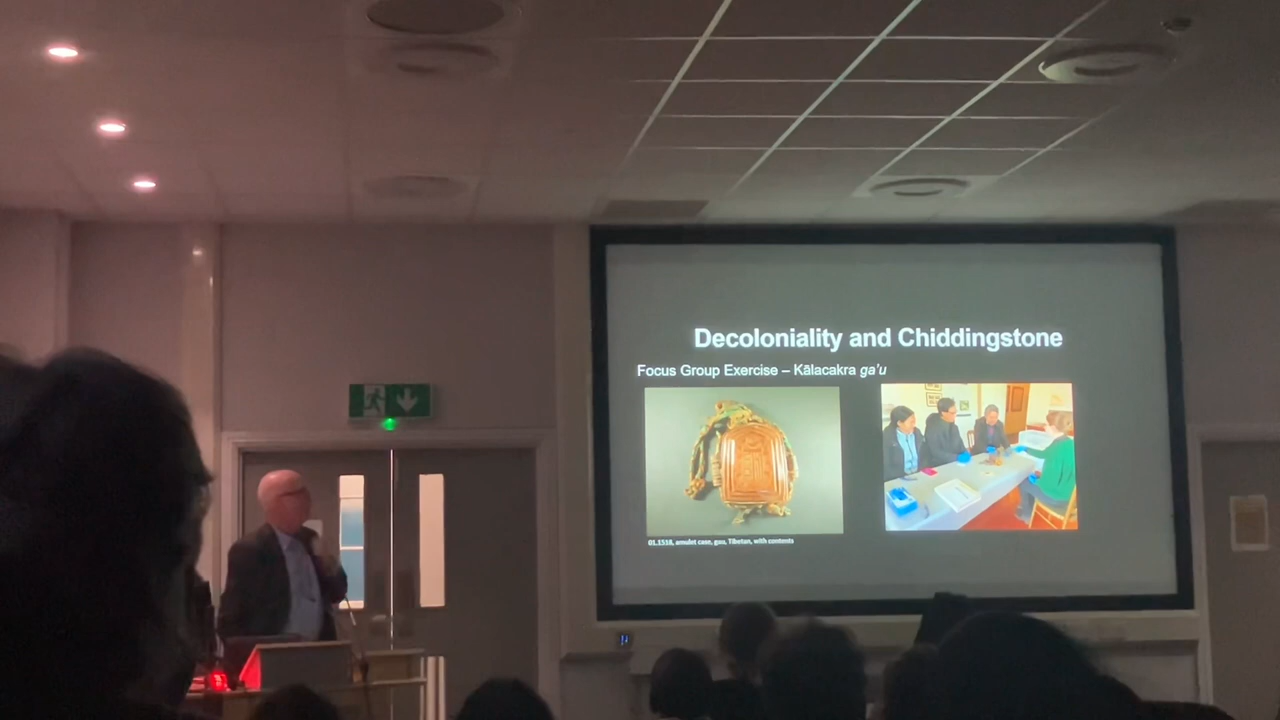 Decoloniality and Chiddingstone
Focus Group Exercise – Kālacakra ga'u
01.1518, amulet case, gau, Tibetan, with contents